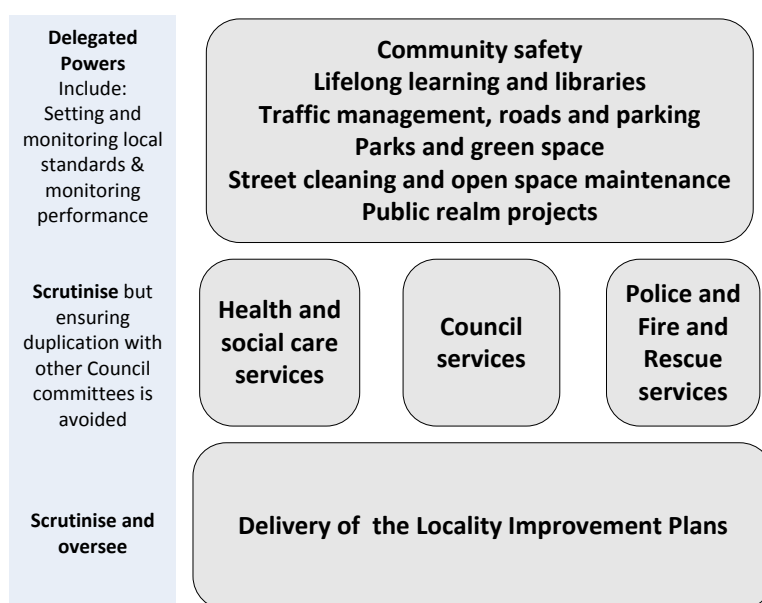 Delegated
Powers
Include:
Setting and
monitoring local
standards &
monitoring
performance
Community safety
Lifelong learning and libraries
Traffic management, roads and parking
Parks and green space
Street cleaning and open space maintenance
Public realm projects
Scrutinise but
ensuring
duplication with
other Council
committees is
avoided
Health and
social care
services
Council
services
Police and
Fire and
Rescue
services
Scrutinise and
oversee
Delivery of the Locality Improvement Plans